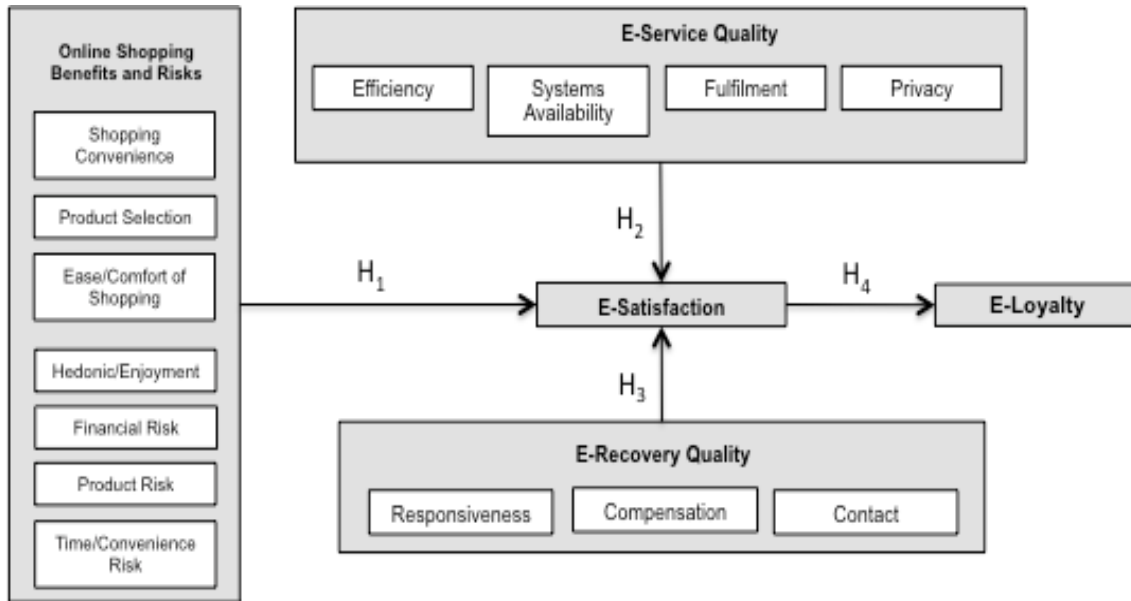 Online Shopping
Benefits and Risks
Shopping
Convenience
Product Selection
Ease/Comfort of
Shopping
Hedonic/Enjoyment
Financial Risk
Product Risk
Time/Convenience
Risk
E-Service Quality
Efficiency
Systems
Availability
Fulfilment
Privacy
H₁
H₂
E-Satisfaction
H₄
E-Loyalty
H₃
E-Recovery Quality
Responsiveness
Compensation
Contact